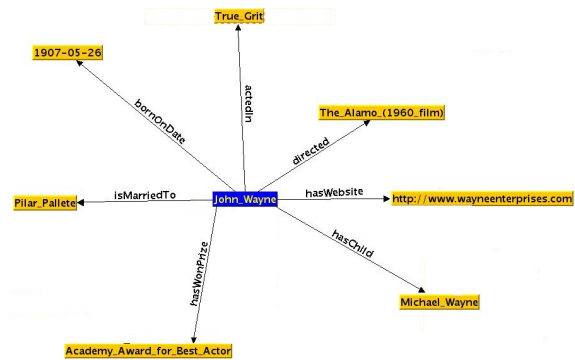 True_Grit
1907-05-26
actedIn
bornOnDate
The_Alamo_(1960_film)
directed
isMarriedTo
hasWebsite
Pilar_Pallete
John_Wayne
http://www.wayneenterprises.com
hasChild
hasWonPrize
Michael_Wayne
Academy_Award_for_Best_Actor